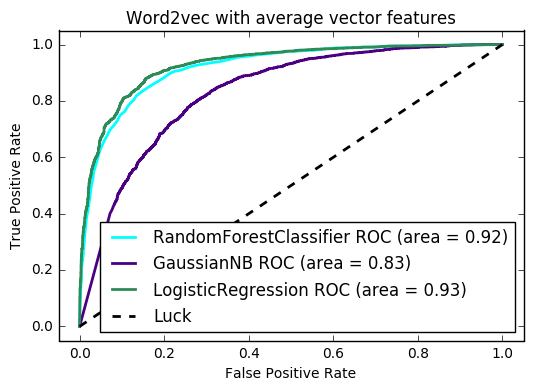 Word2vec with average vector features
True Positive Rate
1.0
0.8
0.6
0.4
0.2
0.0
RandomForestClassifier ROC (area = 0.92)
GaussianNB ROC (area = 0.83)
LogisticRegression ROC (area = 0.93)
Luck
0.0 0.2 0.4 0.6 0.8 1.0
False Positive Rate